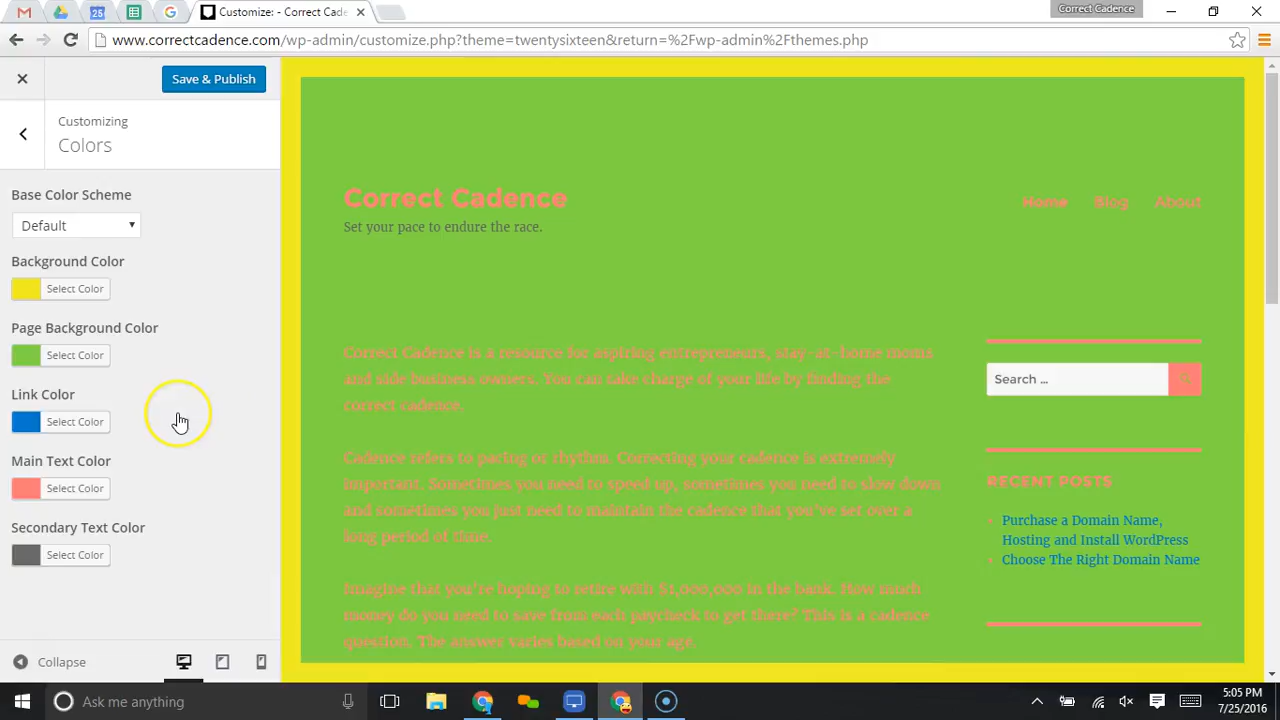 Customize: - Correct Cad
Correct Cadence
www.correctcadence.com/wp-admin/customize.php?theme=twentysixteen&return=%2Fwp-admin%2Fthemes.php
Save & Publish
Customizing
Colors
Base Color Scheme
Default
Background Color
Select Color
Page Background Color
Select Color
Link Color
Select Color
Main Text Color
Select Color
Secondary Text Color
Select Color
Collapse
Correct Cadence
Set your pace to endure the race.
Home Blog About
Correct Cadence is a resource for aspiring entrepreneurs, stay-at-home moms
and side business owners. You can take charge of your life by finding the
correct cadence.
Cadence refers to pacing or rhythm. Correcting your cadence is extremely
important. Sometimes you need to speed up, sometimes you need to slow down
and sometimes you just need to maintain the cadence that you've set over a
long period of time.
Imagine that you're hoping to retire with $1,000,000 in the bank. How much
money do you need to save from each paycheck to get there? This is a cadence
question. The answer varies based on your age.
Search ...
RECENT POSTS
Purchase a Domain Name,
Hosting and Install WordPress
Choose The Right Domain Name
Ask me anything
5:05 PM
7/25/2016